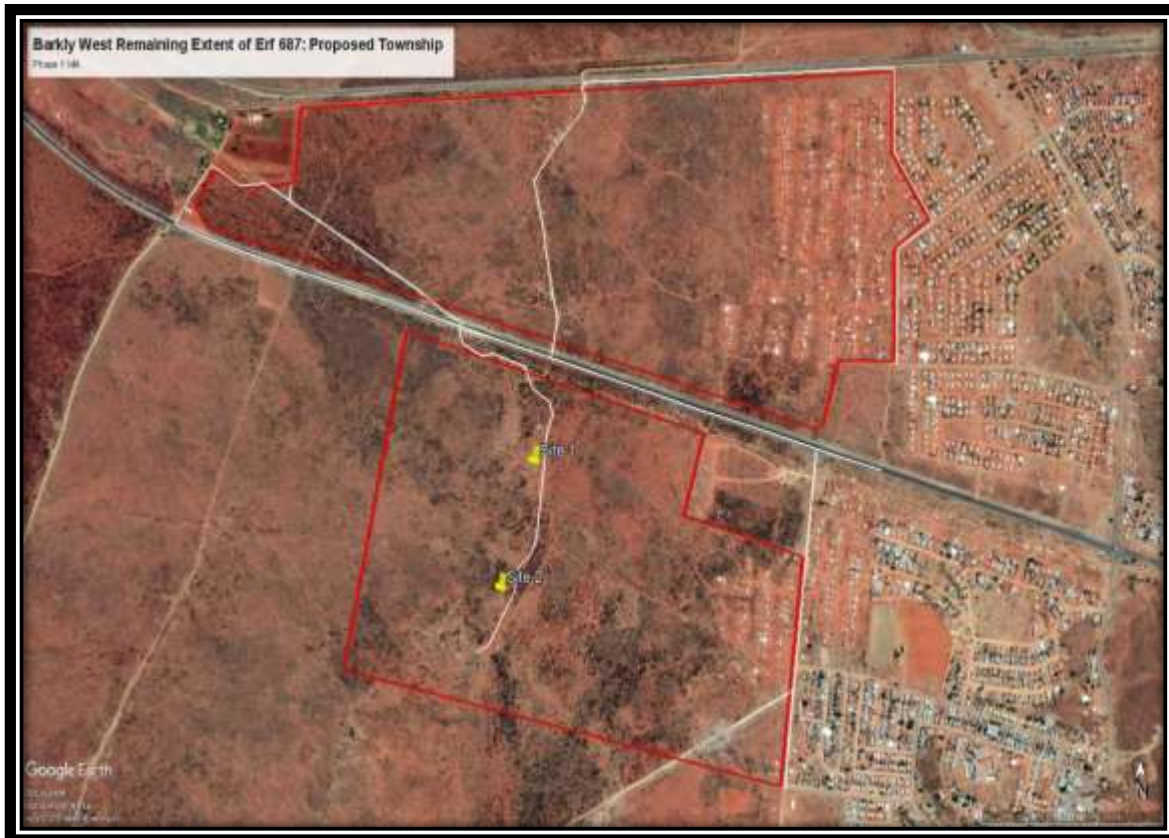 Barkly West Remaining Extent of Erf 687: Proposed Township
Phase 1 HIA
Site 1
Site 2
Google Earth
N